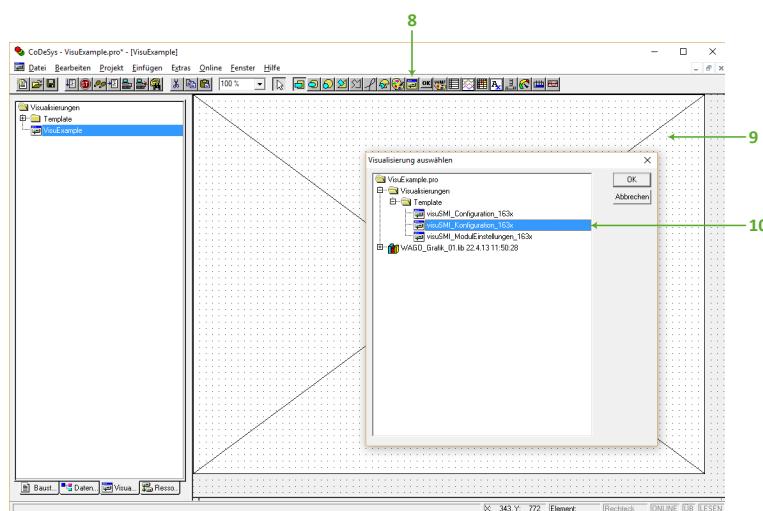 8
CoDeSys - VisuExample.pro* - [VisuExample]
Datei Bearbeiten Projekt Einfügen Extras Online Fenster Hilfe
100 %
OK
Visualisierungen
Template
VisuExample
9
Visualisierung auswählen
VisuExample.pro
Visualisierungen
Template
visuSMI_Configuration_163x
visuSMI_Konfiguration_163x
visuSMI_ModulEinstellungen_163x
WAGO_Grafik_01.lib 22.4.13 11:50:28
OK
Abbrechen
10
Baust... Daten... Visua... Resso...
X: 343, Y: 772 Element: Rechteck ONLINE ÜB LESEN